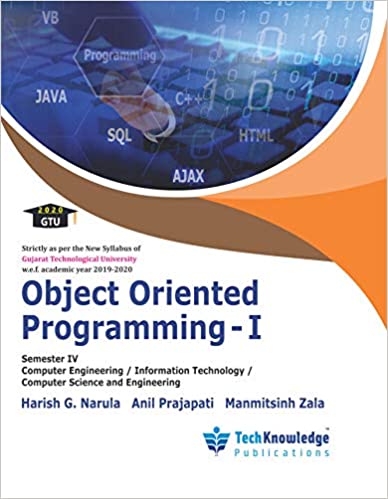 VB
Programming
JAVA
C++
SQL
HTML
AJAX
2020
GTU
Strictly as per the New Syllabus of
Gujarat Technological University
w.e.f. academic year 2019-2020
Object Oriented
Programming - I
Semester IV
Computer Engineering / Information Technology /
Computer Science and Engineering
Harish G. Narula Anil Prajapati Manmitsinh Zala
TechKnowledge™
Publications